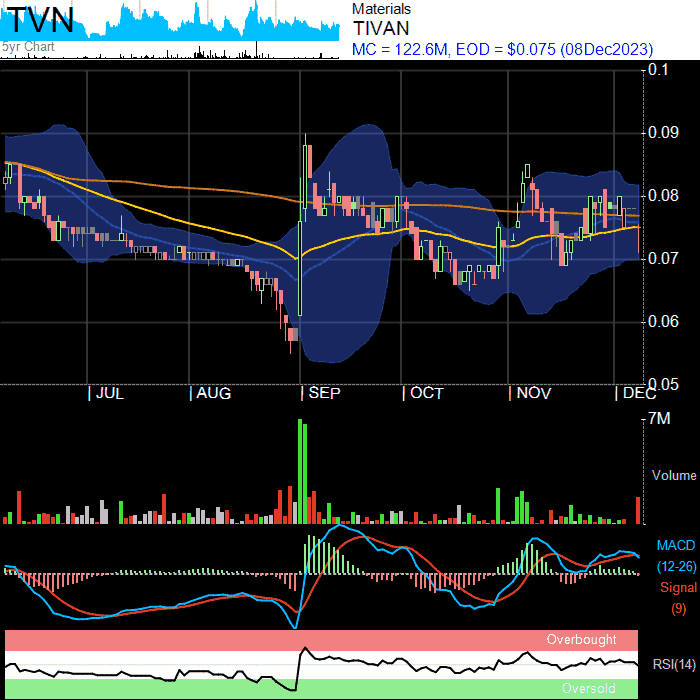 TVN
5yr Chart
Materials
TIVAN
MC = 122.6M, EOD = $0.075 (08Dec2023)
0.1
0.09
0.08
0.07
0.06
0.05
| JUL | AUG | SEP | OCT | NOV | DEC
7M
Volume
MACD
(12-26)
Signal
(9)
Overbought
RSI(14)
Oversold